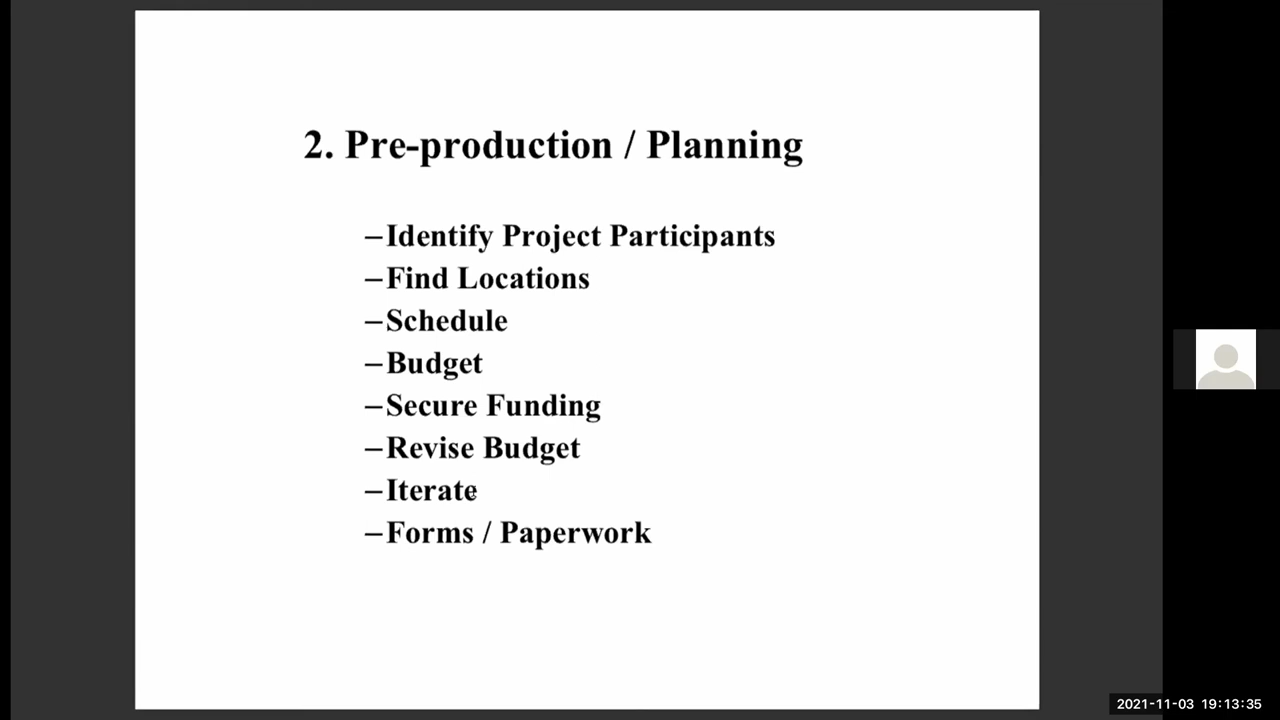 2. Pre-production / Planning
–Identify Project Participants
–Find Locations
–Schedule
–Budget
–Secure Funding
–Revise Budget
–Iterate
–Forms / Paperwork
2021-11-03 19:13:35